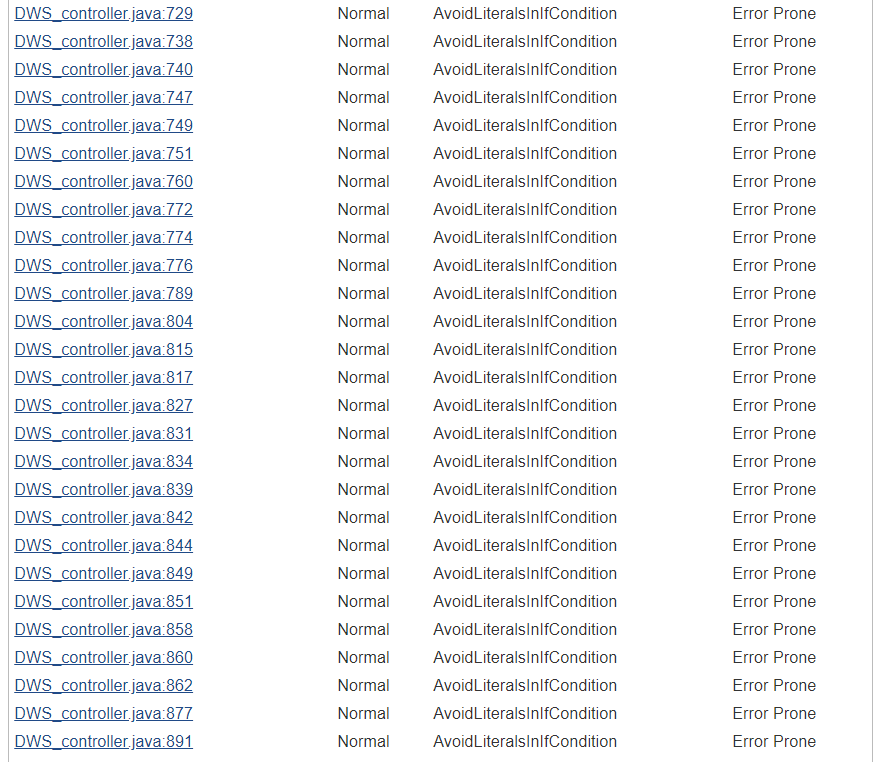 DWS_controller.java:729 Normal AvoidLiteralsInIfCondition Error Prone
DWS_controller.java:738 Normal AvoidLiteralsInIfCondition Error Prone
DWS_controller.java:740 Normal AvoidLiteralsInIfCondition Error Prone
DWS_controller.java:747 Normal AvoidLiteralsInIfCondition Error Prone
DWS_controller.java:749 Normal AvoidLiteralsInIfCondition Error Prone
DWS_controller.java:751 Normal AvoidLiteralsInIfCondition Error Prone
DWS_controller.java:760 Normal AvoidLiteralsInIfCondition Error Prone
DWS_controller.java:772 Normal AvoidLiteralsInIfCondition Error Prone
DWS_controller.java:774 Normal AvoidLiteralsInIfCondition Error Prone
DWS_controller.java:776 Normal AvoidLiteralsInIfCondition Error Prone
DWS_controller.java:789 Normal AvoidLiteralsInIfCondition Error Prone
DWS_controller.java:804 Normal AvoidLiteralsInIfCondition Error Prone
DWS_controller.java:815 Normal AvoidLiteralsInIfCondition Error Prone
DWS_controller.java:817 Normal AvoidLiteralsInIfCondition Error Prone
DWS_controller.java:827 Normal AvoidLiteralsInIfCondition Error Prone
DWS_controller.java:831 Normal AvoidLiteralsInIfCondition Error Prone
DWS_controller.java:834 Normal AvoidLiteralsInIfCondition Error Prone
DWS_controller.java:839 Normal AvoidLiteralsInIfCondition Error Prone
DWS_controller.java:842 Normal AvoidLiteralsInIfCondition Error Prone
DWS_controller.java:844 Normal AvoidLiteralsInIfCondition Error Prone
DWS_controller.java:849 Normal AvoidLiteralsInIfCondition Error Prone
DWS_controller.java:851 Normal AvoidLiteralsInIfCondition Error Prone
DWS_controller.java:858 Normal AvoidLiteralsInIfCondition Error Prone
DWS_controller.java:860 Normal AvoidLiteralsInIfCondition Error Prone
DWS_controller.java:862 Normal AvoidLiteralsInIfCondition Error Prone
DWS_controller.java:877 Normal AvoidLiteralsInIfCondition Error Prone
DWS_controller.java:891 Normal AvoidLiteralsInIfCondition Error Prone